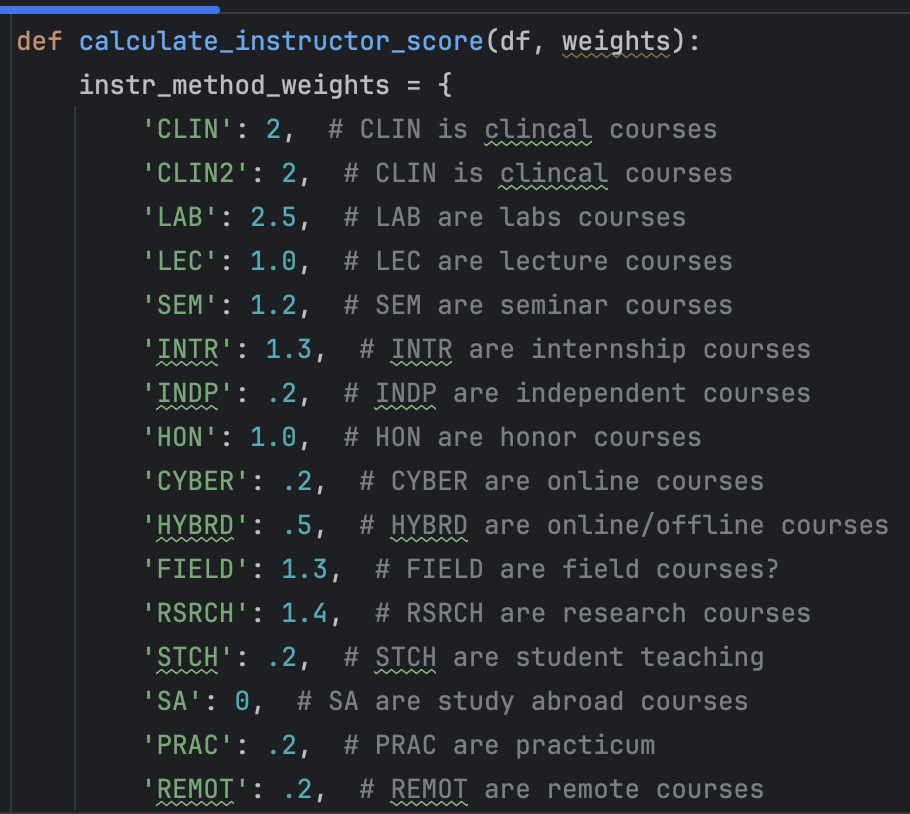 def calculate_instructor_score(df, weights):
    instr_method_weights = {
        'CLIN': 2,  # CLIN is clincal courses
        'CLIN2': 2,  # CLIN is clincal courses
        'LAB': 2.5,  # LAB are labs courses
        'LEC': 1.0,  # LEC are lecture courses
        'SEM': 1.2,  # SEM are seminar courses
        'INTR': 1.3,  # INTR are internship courses
        'INDP': .2,  # INDP are independent courses
        'HON': 1.0,  # HON are honor courses
        'CYBER': .2,  # CYBER are online courses
        'HYBRD': .5,  # HYBRD are online/offline courses
        'FIELD': 1.3,  # FIELD are field courses?
        'RSRCH': 1.4,  # RSRCH are research courses
        'STCH': .2,  # STCH are student teaching
        'SA': 0,  # SA are study abroad courses
        'PRAC': .2,  # PRAC are practicum
        'REMOT': .2,  # REMOT are remote courses